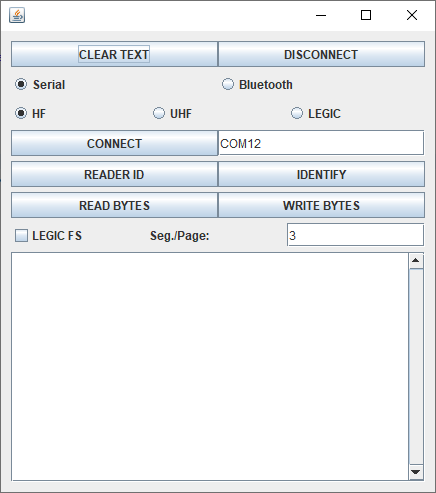 CLEAR TEXT DISCONNECT
Serial Bluetooth
HF UHF LEGIC
CONNECT COM12
READER ID IDENTIFY
READ BYTES WRITE BYTES
LEGIC FS Seg./Page: 3